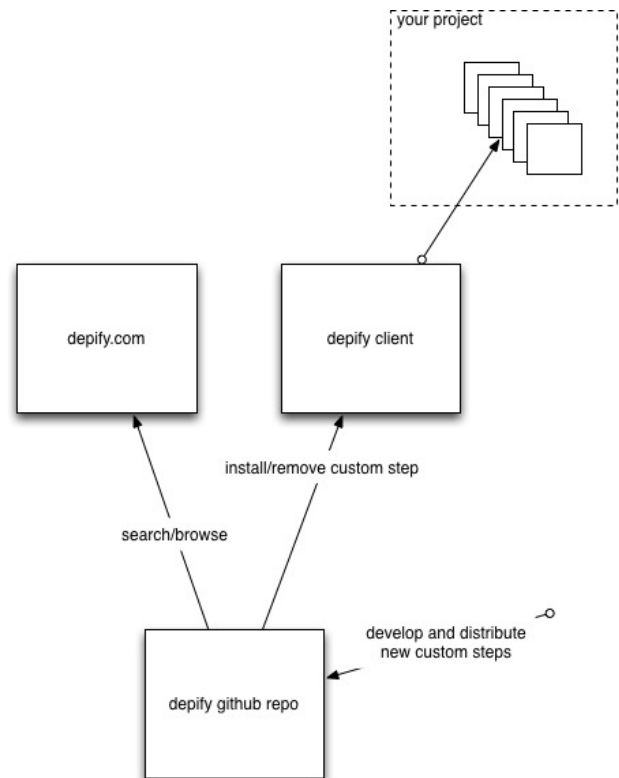 your project
depify.com
depify client
install/remove custom step
search/browse
develop and distribute
new custom steps
depify github repo